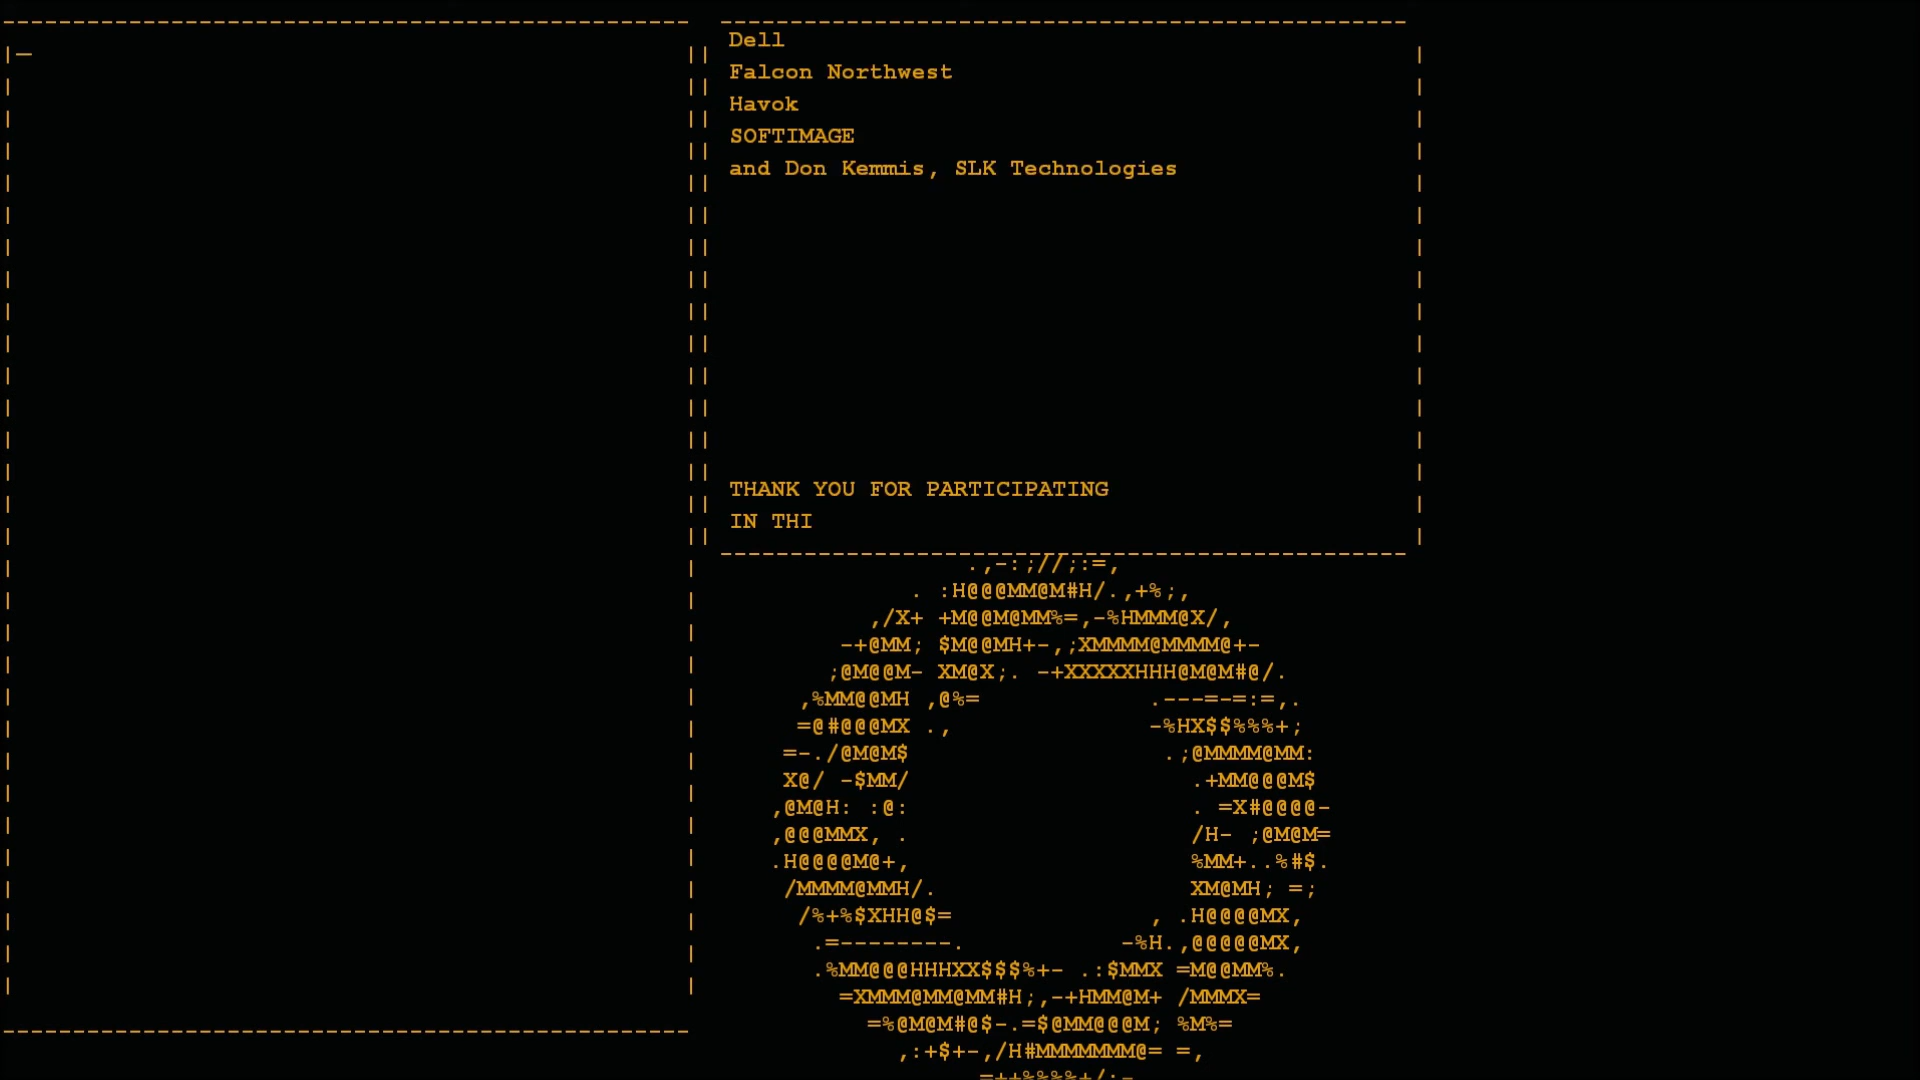 Dell
Falcon Northwest
Havok
SOFTIMAGE
and Don Kemmis, SLK Technologies
THANK YOU FOR PARTICIPATING
IN THI